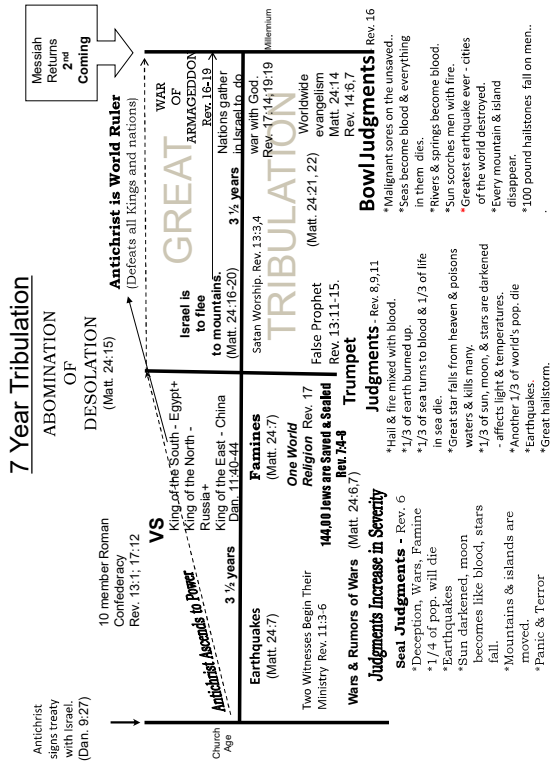 7 Year Tribulation
Antichrist
signs treaty
with Israel.
(Dan. 9:27)
10 member Roman
Confederacy
Rev. 13:1; 17:12
ABOMINATION
OF
DESOLATION
(Matt. 24:15)
Antichrist is World Ruler
(Defeats all Kings and nations)
Messiah
Returns
2nd
Coming
VS
King of the South - Egypt+
King of the North -
Russia+
King of the East - China
Dan. 11:40-44
Antichrist Ascends to Power
3 ½ years
Church
Age
Israel is
to flee
to mountains.
(Matt. 24:16-20)
GREAT
TRIBULATION
WAR
OF
ARMAGEDDON
Rev. 16-19
Nations gather
in Israel to do
war with God.
Rev. 17:14;19:19
3 ½ years
Millennium
Earthquakes
(Matt. 24:7)
Famines
(Matt. 24:7)
Two Witnesses Begin Their
Ministry Rev. 11:3-6
One World
Religion Rev. 17
144,00 Jews are Saved & Sealed
Rev. 7:4-8
Wars & Rumors of Wars (Matt. 24:6,7)
Satan Worship. Rev. 13:3,4
(Matt. 24:21, 22)
False Prophet
Rev. 13:11-15.
Worldwide
evangelism
Matt. 24:14
Rev. 14:6,7
Judgments Increase in Severity
Seal Judgments - Rev. 6
*Deception, Wars, Famine
*1/4 of pop. will die
*Earthquakes
*Sun darkened, moon
becomes like blood, stars
fall.
*Mountains & islands are
moved.
*Panic & Terror
Trumpet
Judgments - Rev. 8,9,11
*Hail & fire mixed with blood.
*1/3 of earth burned up.
*1/3 of sea turns to blood & 1/3 of life
in sea die.
*Great star falls from heaven & poisons
waters & kills many.
*1/3 of sun, moon, & stars are darkened
- affects light & temperatures.
*Another 1/3 of world's pop. die
*Earthquakes.
*Great hailstorm.
Bowl Judgments Rev. 16
*Malignant sores on the unsaved..
*Seas become blood & everything
in them dies.
*Rivers & springs become blood.
*Sun scorches men with fire.
*Greatest earthquake ever - cities
of the world destroyed.
*Every mountain & island
disappear.
*100 pound hailstones fall on men..
.